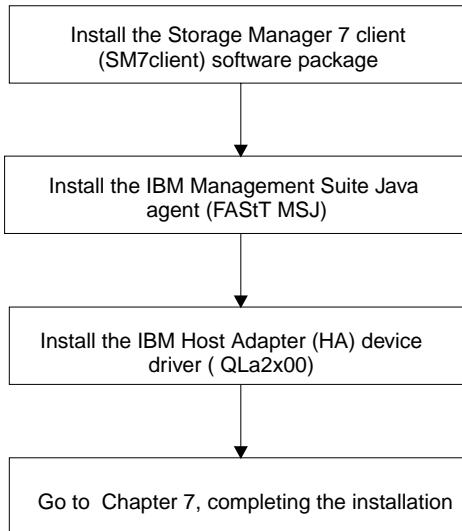 Install the Storage Manager 7 client
(SM7client) software package
Install the IBM Management Suite Java
agent (FAStT MSJ)
Install the IBM Host Adapter (HA) device
driver ( QLa2x00)
Go to  Chapter 7, completing the installation